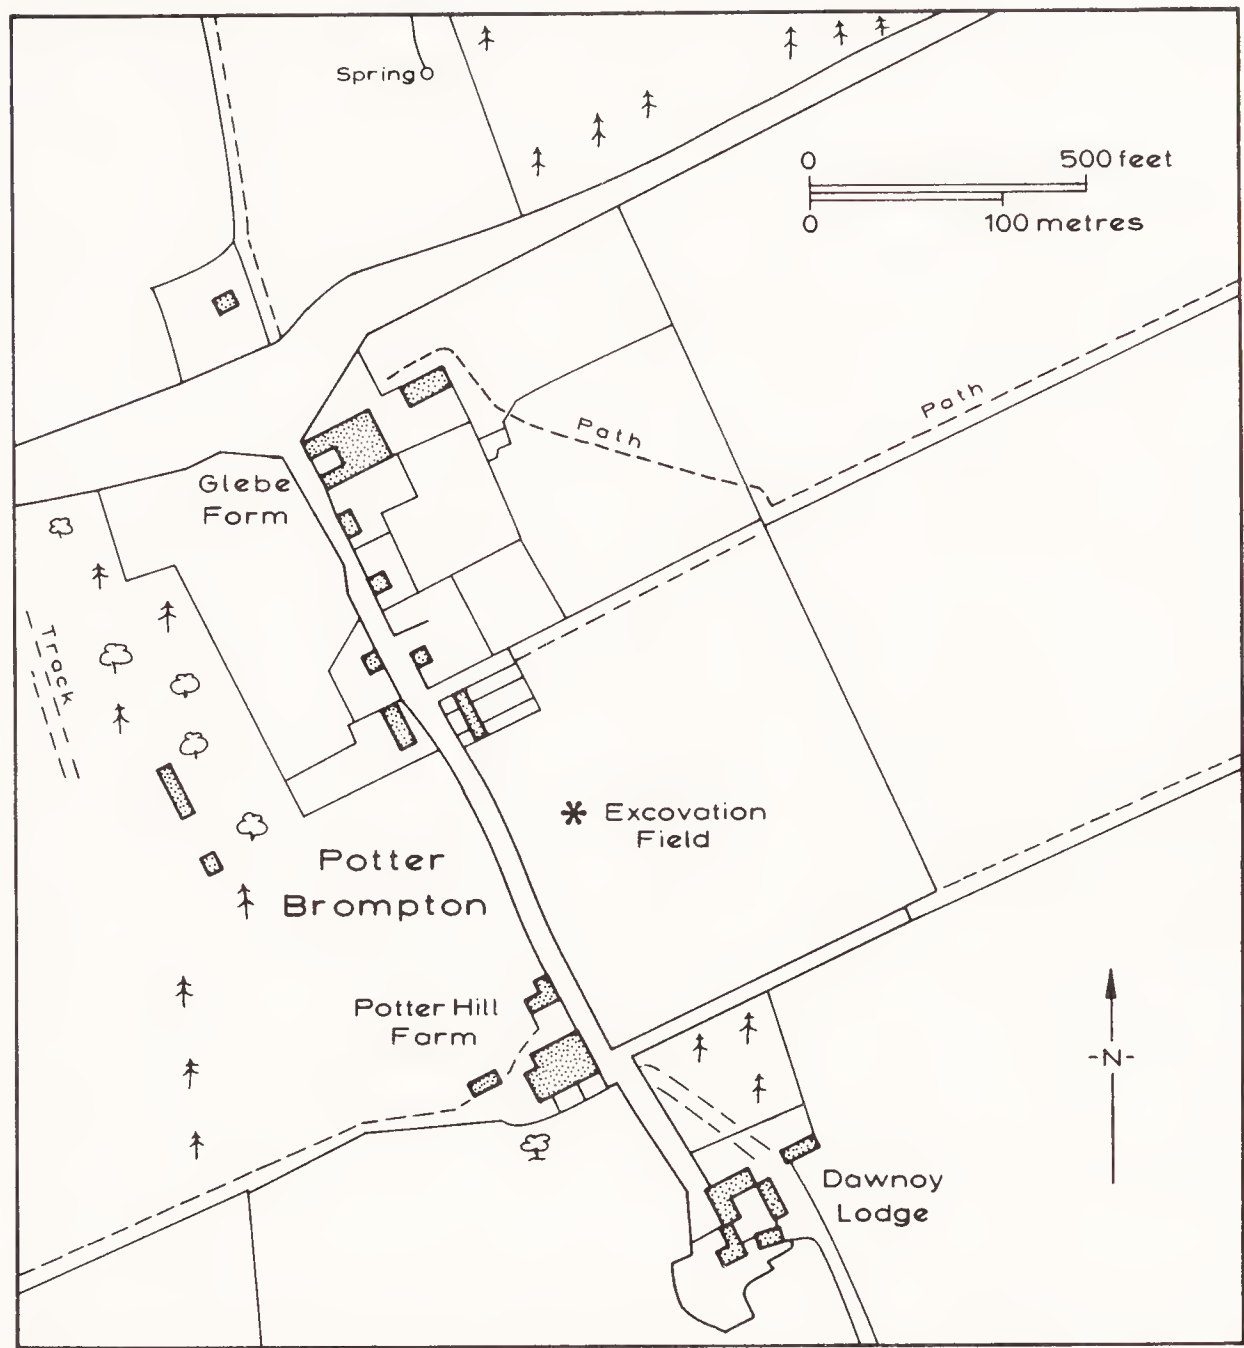 Spring
0 500 feet
0 100 metres
Path
Path
Glebe
Form
Track
Excovation
Field
Potter
Brompton
Potter Hill
Farm
-N-
Dawnoy
Lodge